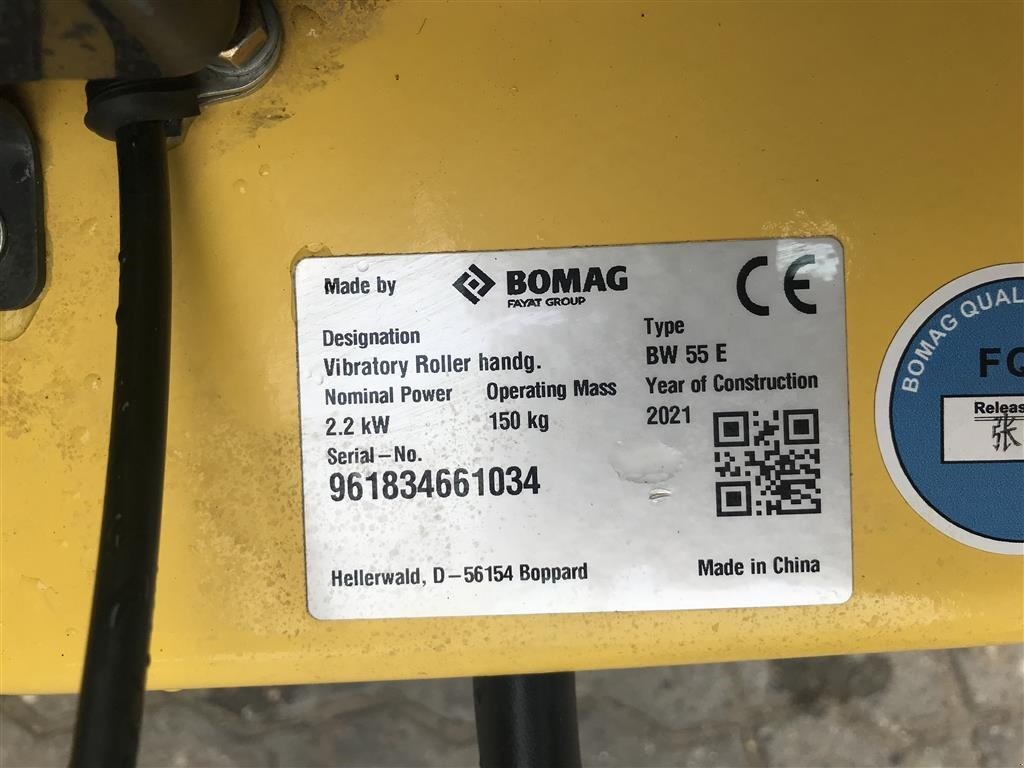 Made by
BOMAG
FAYAT GROUP
CE
Designation
Vibratory Roller handg.
Type
BW 55 E
Nominal Power
2.2 kW
Operating Mass
150 kg
Year of Construction
2021
Serial-No.
961834661034
Hellerwald, D-56154 Boppard
Made in China
BOMAG QUAL
FQ
Releas
张